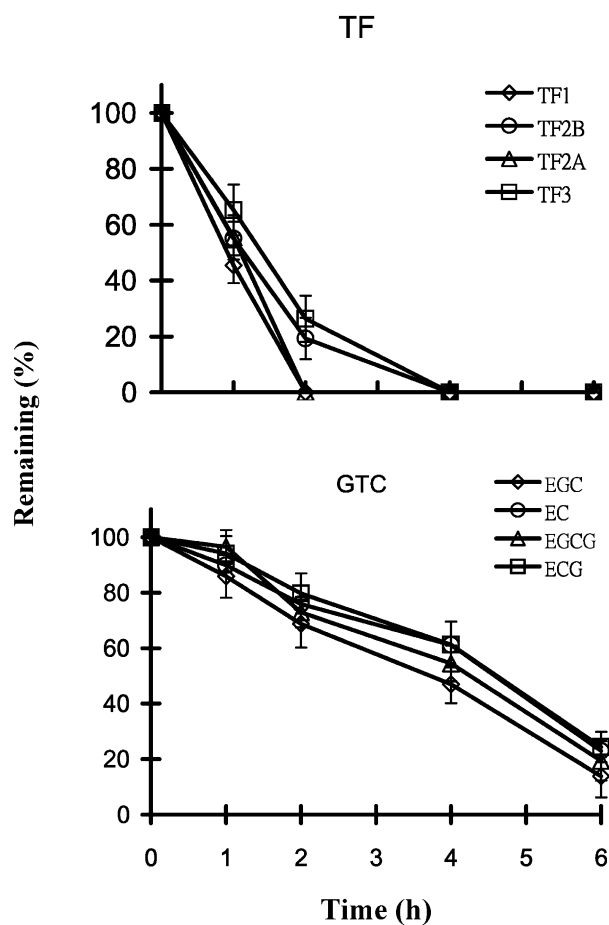 TF
TF1
TF2B
TF2A
TF3
100
80
60
40
20
0
Remaining (%)
GTC
EGC
EC
EGCG
ECG
100
80
60
40
20
0
0 1 2 3 4 5 6
Time (h)